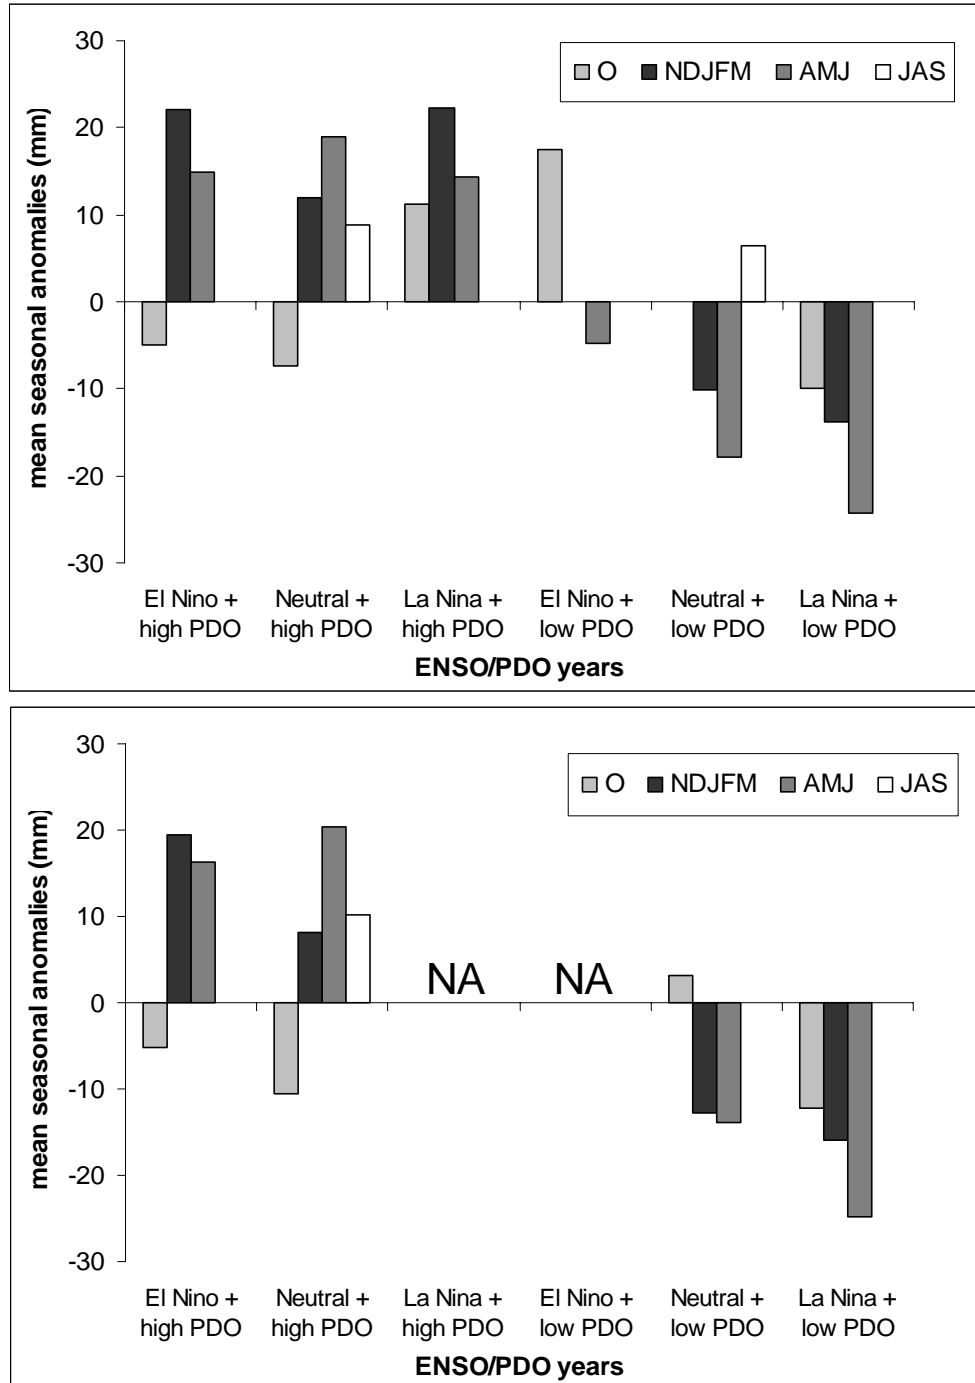 30
20
10
0
-10
-20
-30
mean seasonal anomalies (mm)
O NDJFM AMJ JAS
El Nino + Neutral + La Nina + El Nino + Neutral + La Nina +
high PDO high PDO high PDO low PDO low PDO low PDO
ENSO/PDO years
30
20
10
0
-10
-20
-30
mean seasonal anomalies (mm)
O NDJFM AMJ JAS
NA NA
El Nino + Neutral + La Nina + El Nino + Neutral + La Nina +
high PDO high PDO high PDO low PDO low PDO low PDO
ENSO/PDO years